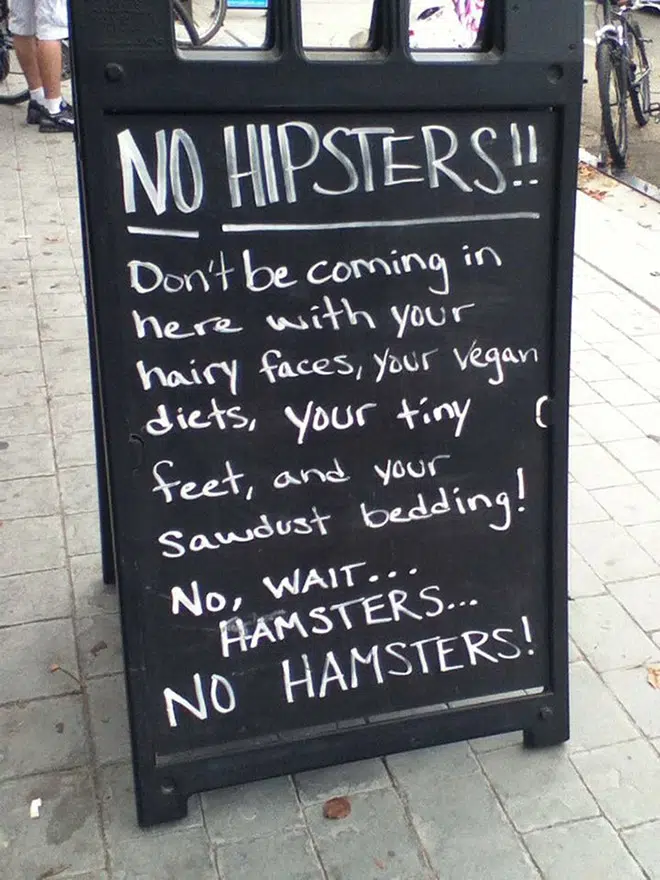 NO HIPSTERS!!
Don't be coming in
here with your
hairy faces, your vegan
diets, your tiny
feet, and your
sawdust bedding!
No, WAIT...
HAMSTERS...
NO HAMSTERS!